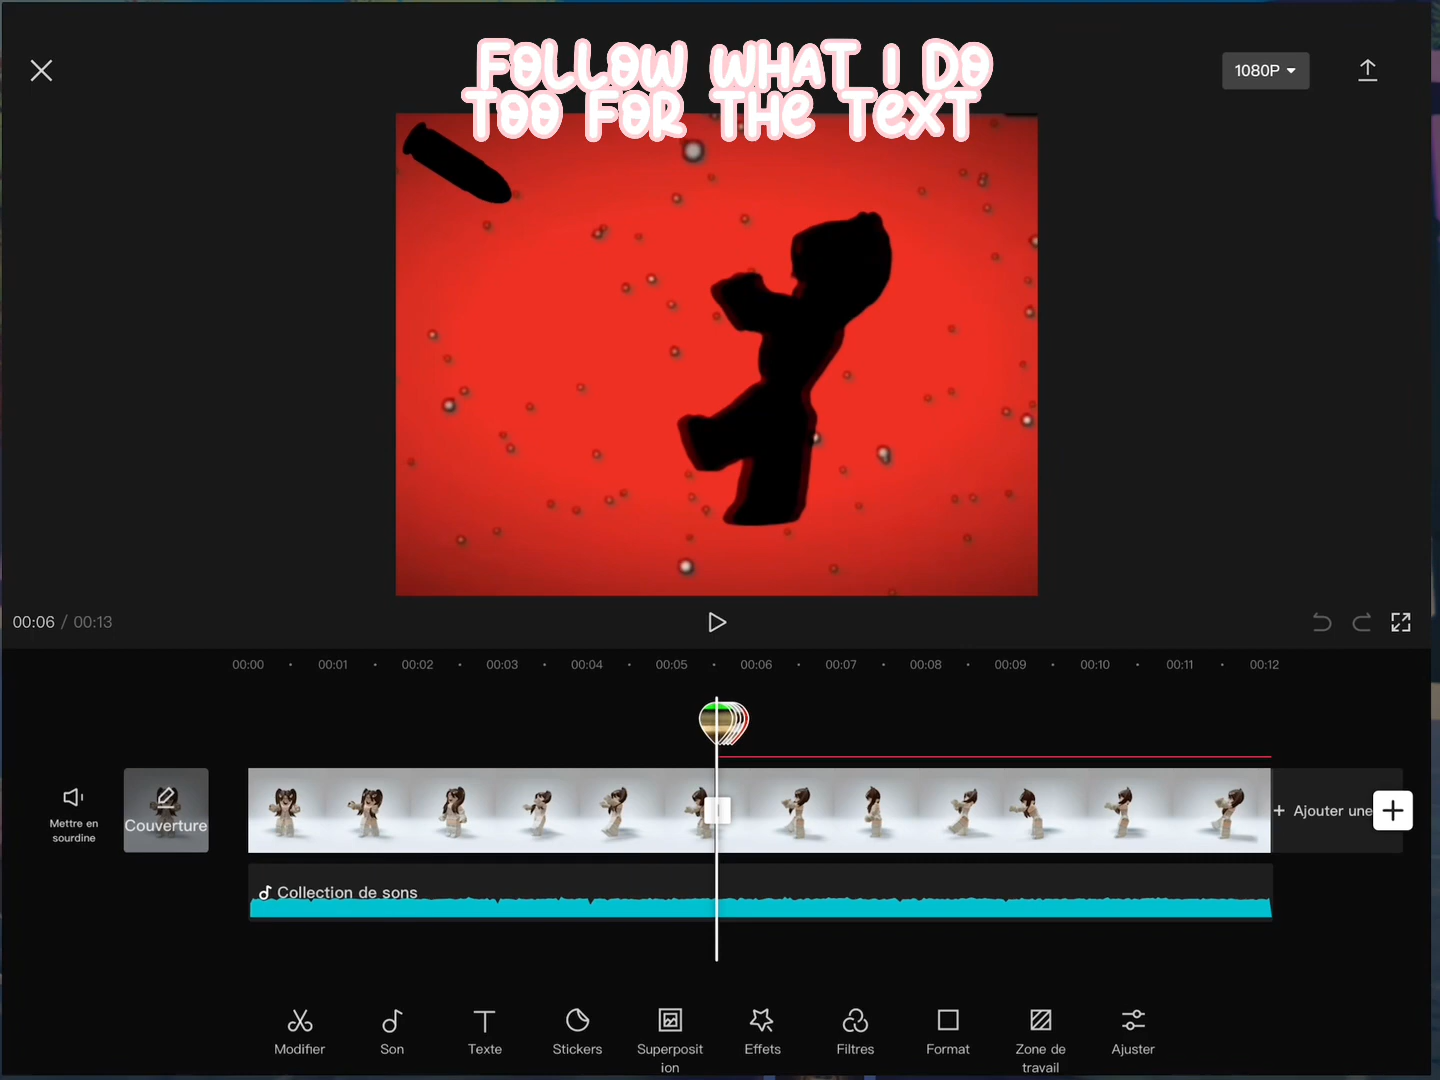 FOLLOW WHAT I DO
TOO FOR THE TEXT
1080P
00:06 / 00:13
00:00 00:01 00:02 00:03 00:04 00:05 00:06 00:07 00:08 00:09 00:10 00:11 00:12
Mettre en
sourdine
Couverture
+ Ajouter une
Collection de sons
Modifier
Son
Texte
Stickers
Superposit
ion
Effets
Filtres
Format
Zone de
travail
Ajuster